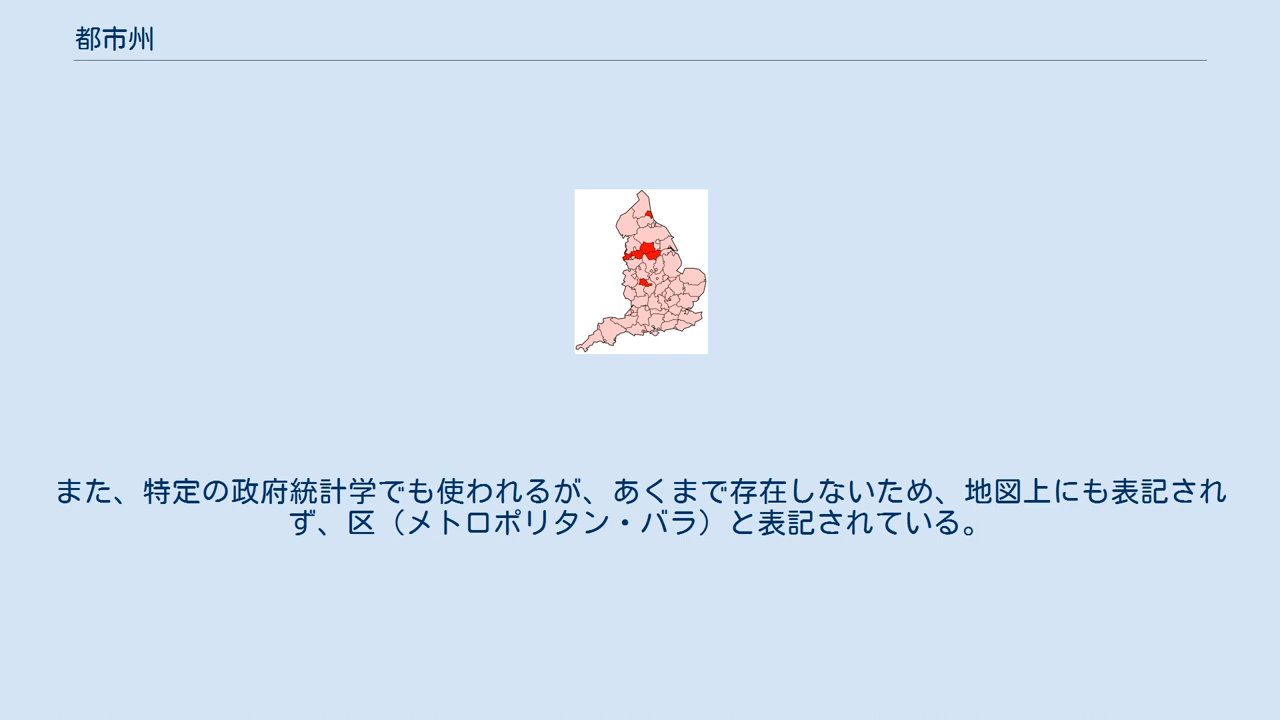 都市州
また、特定の政府統計学でも使われるが、あくまで存在しないため、地図上にも表記され
ず、区（メトロポリタン・バラ）と表記されている。